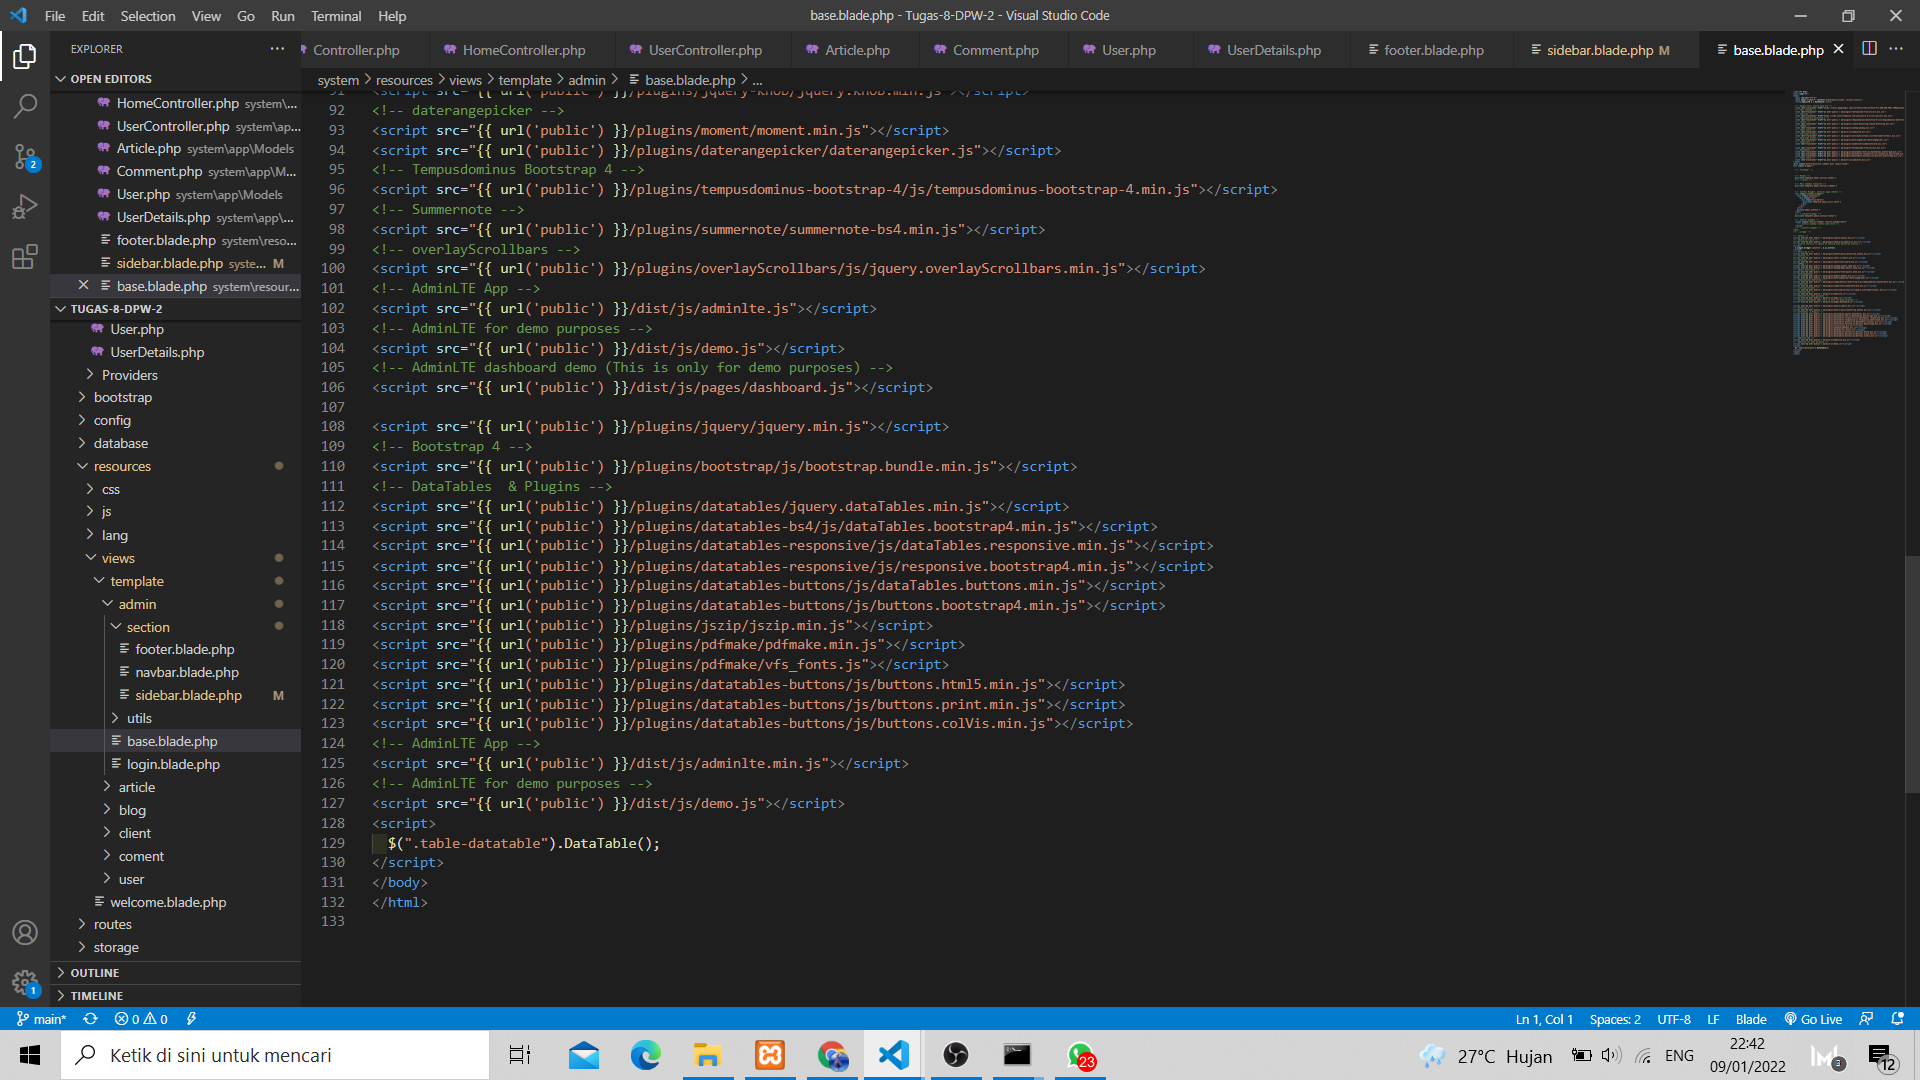 File Edit Selection View Go Run Terminal Help
base.blade.php - Tugas-8-DPW-2 - Visual Studio Code
EXPLORER
Controller.php HomeController.php UserController.php Article.php Comment.php User.php UserDetails.php footer.blade.php sidebar.blade.php M base.blade.php
OPEN EDITORS
system > resources > views > template > admin > base.blade.php > ...
HomeController.php system\...
UserController.php system\ap...
Article.php system\app\Models
Comment.php system\app\M...
User.php system\app\Models
UserDetails.php system\app\...
footer.blade.php system\reso...
sidebar.blade.php syste... M
base.blade.php system\resour...
TUGAS-8-DPW-2
User.php
UserDetails.php
Providers
bootstrap
config
database
resources
css
js
lang
views
template
admin
section
footer.blade.php
navbar.blade.php
sidebar.blade.php M
utils
base.blade.php
login.blade.php
article
blog
client
coment
user
welcome.blade.php
routes
storage
OUTLINE
TIMELINE
91 <script src="{{ url('public') }}/plugins/jquery-knob/jquery.knob.min.js"></script>
92 <!-- daterangepicker -->
93 <script src="{{ url('public') }}/plugins/moment/moment.min.js"></script>
94 <script src="{{ url('public') }}/plugins/daterangepicker/daterangepicker.js"></script>
95 <!-- Tempusdominus Bootstrap 4 -->
96 <script src="{{ url('public') }}/plugins/tempusdominus-bootstrap-4/js/tempusdominus-bootstrap-4.min.js"></script>
97 <!-- Summernote -->
98 <script src="{{ url('public') }}/plugins/summernote/summernote-bs4.min.js"></script>
99 <!-- overlayScrollbars -->
100 <script src="{{ url('public') }}/plugins/overlayScrollbars/js/jquery.overlayScrollbars.min.js"></script>
101 <!-- AdminLTE App -->
102 <script src="{{ url('public') }}/dist/js/adminlte.js"></script>
103 <!-- AdminLTE for demo purposes -->
104 <script src="{{ url('public') }}/dist/js/demo.js"></script>
105 <!-- AdminLTE dashboard demo (This is only for demo purposes) -->
106 <script src="{{ url('public') }}/dist/js/pages/dashboard.js"></script>
107
108 <script src="{{ url('public') }}/plugins/jquery/jquery.min.js"></script>
109 <!-- Bootstrap 4 -->
110 <script src="{{ url('public') }}/plugins/bootstrap/js/bootstrap.bundle.min.js"></script>
111 <!-- DataTables  & Plugins -->
112 <script src="{{ url('public') }}/plugins/datatables/jquery.dataTables.min.js"></script>
113 <script src="{{ url('public') }}/plugins/datatables-bs4/js/dataTables.bootstrap4.min.js"></script>
114 <script src="{{ url('public') }}/plugins/datatables-responsive/js/dataTables.responsive.min.js"></script>
115 <script src="{{ url('public') }}/plugins/datatables-responsive/js/responsive.bootstrap4.min.js"></script>
116 <script src="{{ url('public') }}/plugins/datatables-buttons/js/dataTables.buttons.min.js"></script>
117 <script src="{{ url('public') }}/plugins/datatables-buttons/js/buttons.bootstrap4.min.js"></script>
118 <script src="{{ url('public') }}/plugins/jszip/jszip.min.js"></script>
119 <script src="{{ url('public') }}/plugins/pdfmake/pdfmake.min.js"></script>
120 <script src="{{ url('public') }}/plugins/pdfmake/vfs_fonts.js"></script>
121 <script src="{{ url('public') }}/plugins/datatables-buttons/js/buttons.html5.min.js"></script>
122 <script src="{{ url('public') }}/plugins/datatables-buttons/js/buttons.print.min.js"></script>
123 <script src="{{ url('public') }}/plugins/datatables-buttons/js/buttons.colVis.min.js"></script>
124 <!-- AdminLTE App -->
125 <script src="{{ url('public') }}/dist/js/adminlte.min.js"></script>
126 <!-- AdminLTE for demo purposes -->
127 <script src="{{ url('public') }}/dist/js/demo.js"></script>
128 <script>
129 $(".table-datatable").DataTable();
130 </script>
131 </body>
132 </html>
133
2
1
main* 0 0
Ln 1, Col 1 Spaces: 2 UTF-8 LF Blade Go Live
Ketik di sini untuk mencari
23
27°C Hujan
ENG
22:42
09/01/2022
3
12